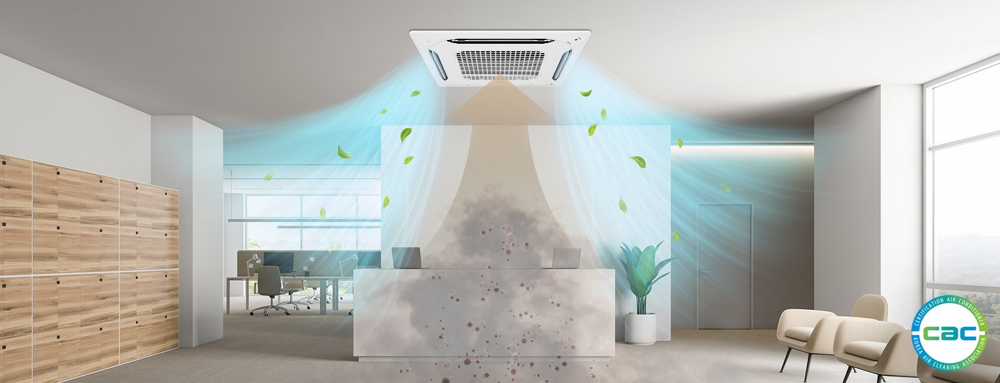 CERTIFICATION AIR CONDITIONER
cac
KOREA AIR CLEANING ASSOCIATION